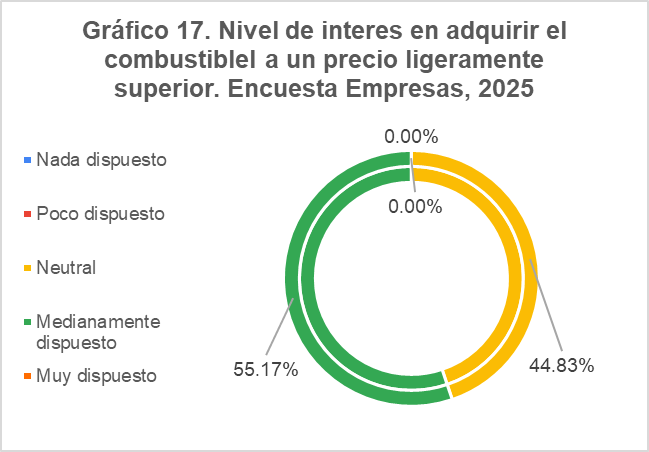 Gráfico 17. Nivel de interes en adquirir el
combustiblel a un precio ligeramente
superior. Encuesta Empresas, 2025
0.00%
Nada dispuesto
Poco dispuesto
0.00%
Neutral
Medianamente
dispuesto
Muy dispuesto
55.17%
44.83%